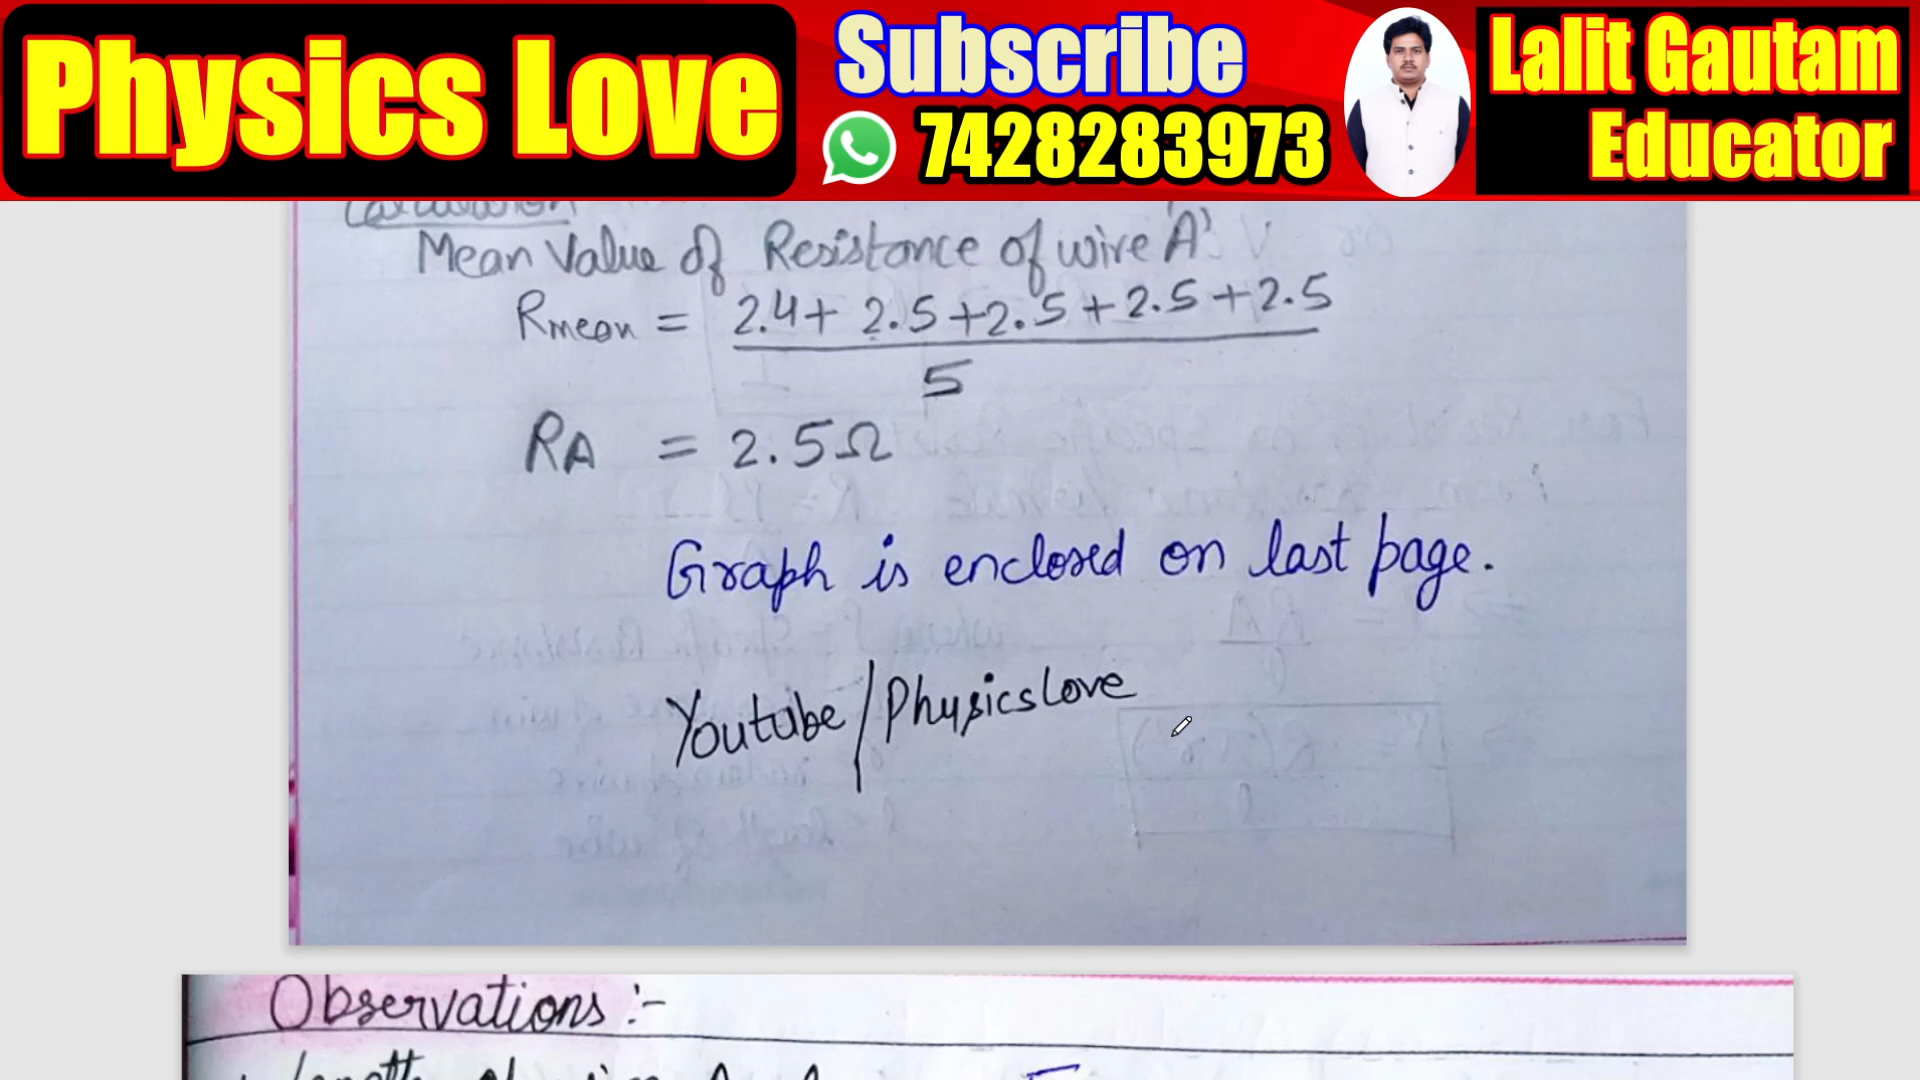 Physics Love
Subscribe
7428283973
Lalit Gautam
Educator
Calculation
Mean Value of Resistance of wire 'A'
Rmean = 2.4+ 2.5+2.5+2.5+2.5
5
RA = 2.5Ω
Graph is enclosed on last page.
Youtube/Physicslove
Observations :-